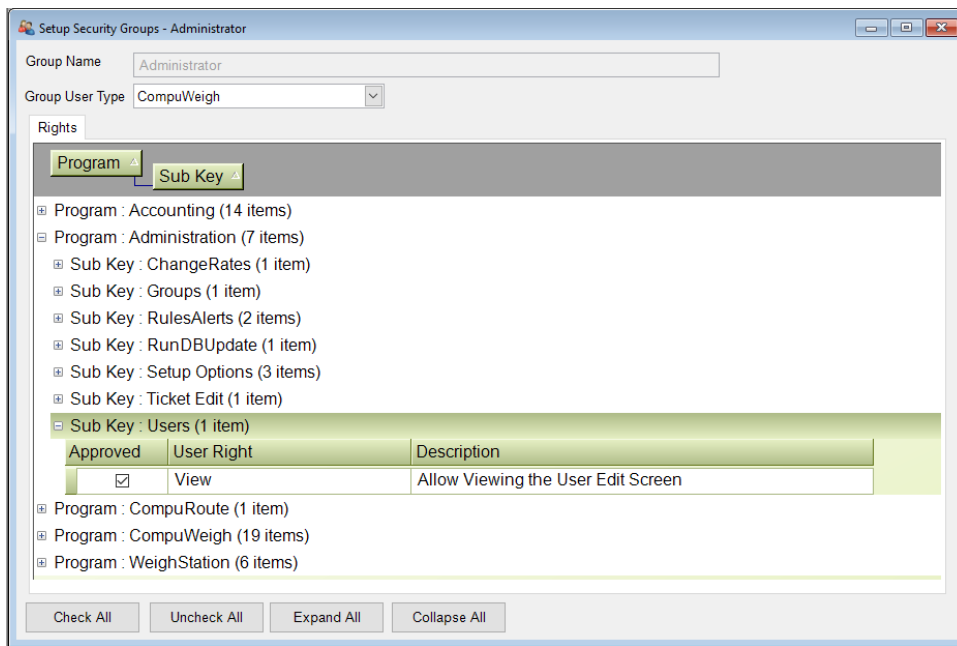 Setup Security Groups - Administrator
Group Name Administrator
Group User Type CompuWeigh
Rights
Program
Sub Key
Program : Accounting (14 items)
Program : Administration (7 items)
Sub Key : ChangeRates (1 item)
Sub Key : Groups (1 item)
Sub Key : RulesAlerts (2 items)
Sub Key : RunDBUpdate (1 item)
Sub Key : Setup Options (3 items)
Sub Key : Ticket Edit (1 item)
Sub Key : Users (1 item)
Approved User Right Description
View Allow Viewing the User Edit Screen
Program : CompuRoute (1 item)
Program : CompuWeigh (19 items)
Program : WeighStation (6 items)
Check All Uncheck All Expand All Collapse All